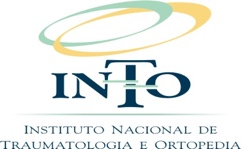 INTO
INSTITUTO NACIONAL DE
TRAUMATOLOGIA E ORTOPEDIA